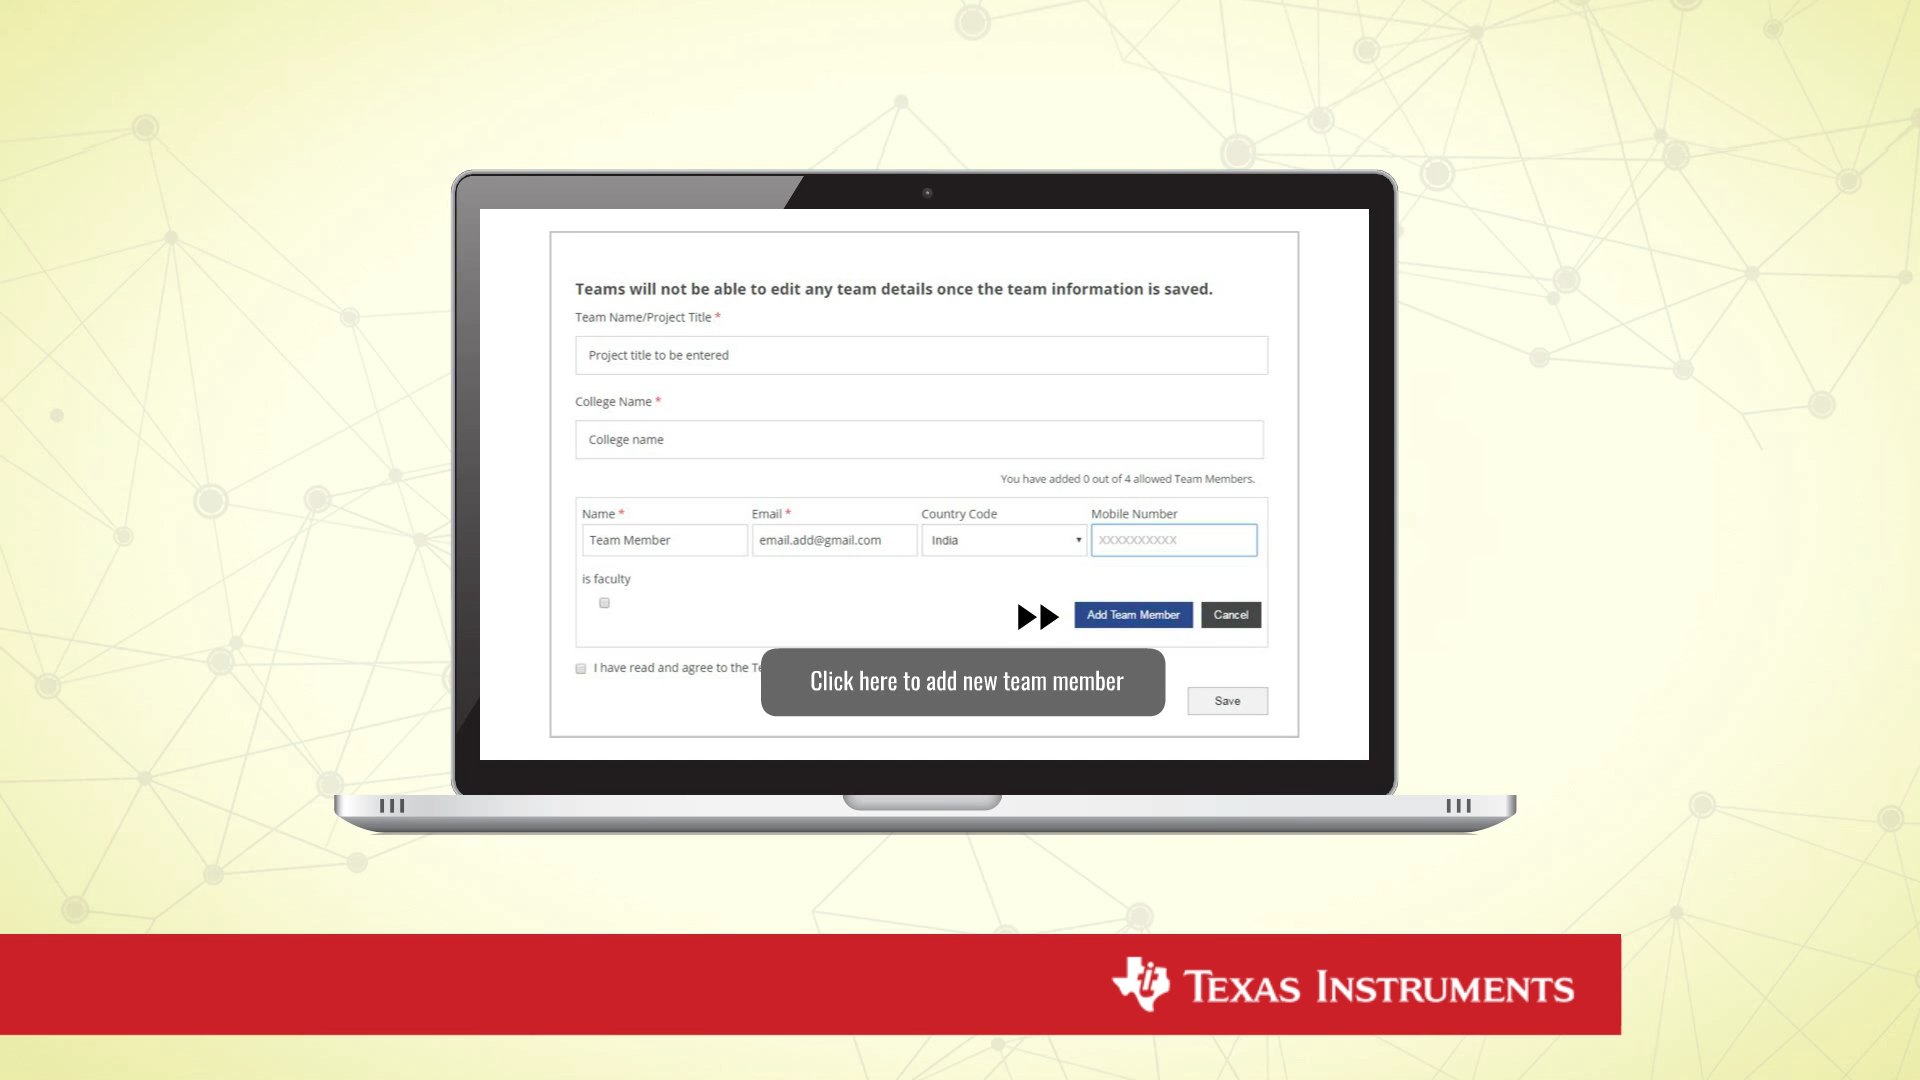 Teams will not be able to edit any team details once the team information is saved.
Team Name/Project Title *
Project title to be entered
College Name *
College name
You have added 0 out of 4 allowed Team Members.
Name * Email * Country Code Mobile Number
Team Member email.add@gmail.com India XXXXXXXXXX
is faculty
Add Team Member Cancel
I have read and agree to the
Click here to add new team member
Save
TEXAS INSTRUMENTS